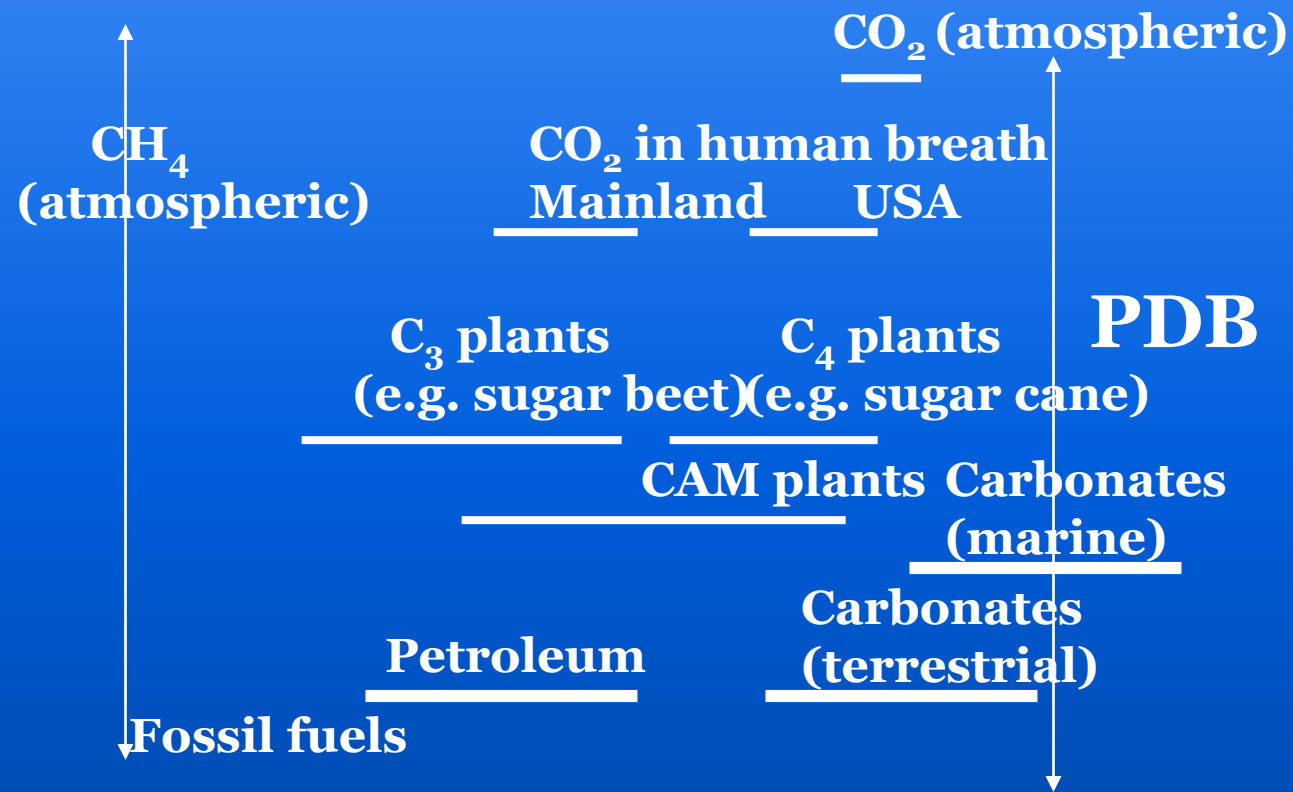 CO₂ (atmospheric)
CH₄
(atmospheric)
CO₂ in human breath
Mainland USA
PDB
C₃ plants
(e.g. sugar beet)
C₄ plants
(e.g. sugar cane)
CAM plants
Carbonates
(marine)
Carbonates
(terrestrial)
Petroleum
Fossil fuels